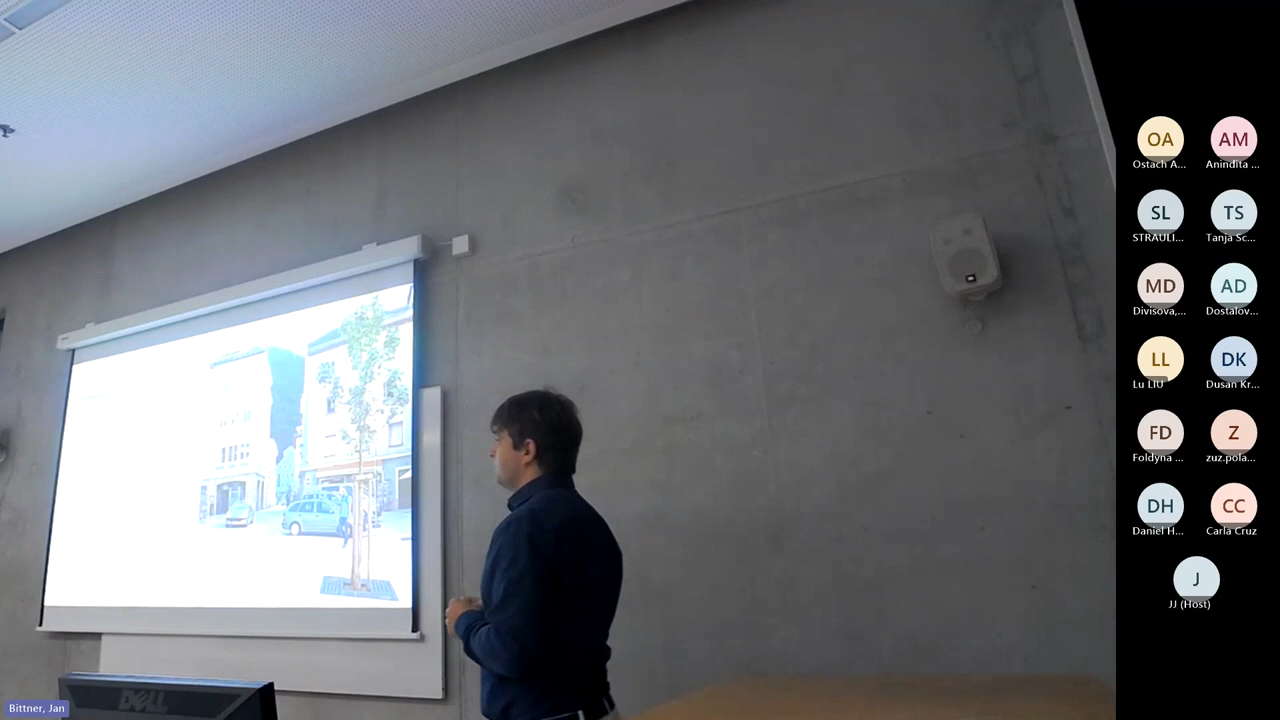 OA
AM
Ostach A...
Anindita ...
SL
TS
STRAULI...
Tanja Sc...
MD
AD
Divisova,...
Dostalov...
LL
DK
Lu LIU
Dusan Kr...
FD
Z
Foldyna ...
zuz.pola...
DH
CC
Daniel H...
Carla Cruz
J
JJ (Host)
DELL
Bittner, Jan